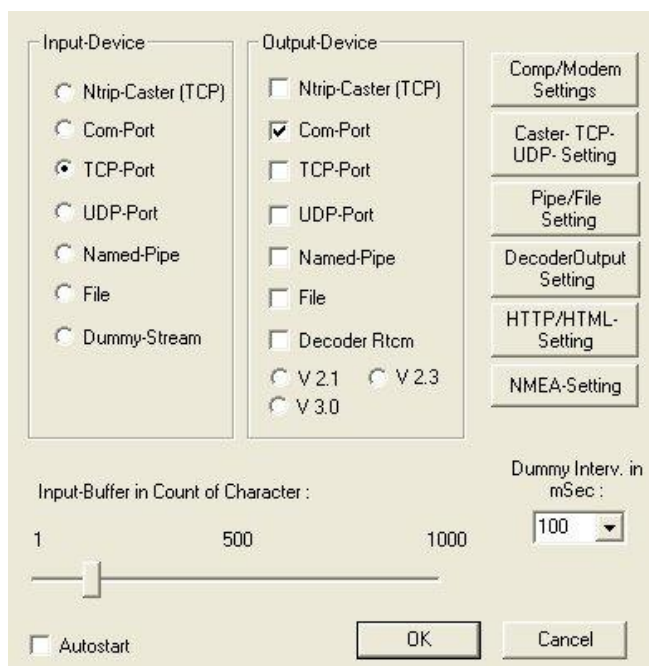 Input-Device
Ntrip-Caster (TCP)
Com-Port
TCP-Port
UDP-Port
Named-Pipe
File
Dummy-Stream
Output-Device
Ntrip-Caster (TCP)
Com-Port
TCP-Port
UDP-Port
Named-Pipe
File
Decoder Rtcm
V 2.1 V 2.3
V 3.0
Comp/Modem
Settings
Caster- TCP-
UDP- Setting
Pipe/File
Setting
DecoderOutput
Setting
HTTP/HTML-
Setting
NMEA-Setting
Input-Buffer in Count of Character :
1 500 1000
Dummy Interv. in
mSec :
100
Autostart
OK
Cancel